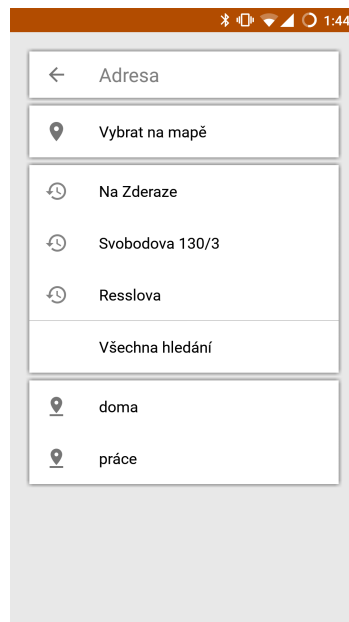 1:44
Adresa
Vybrat na mapě
Na Zderaze
Svobodova 130/3
Resslova
Všechna hledání
doma
práce